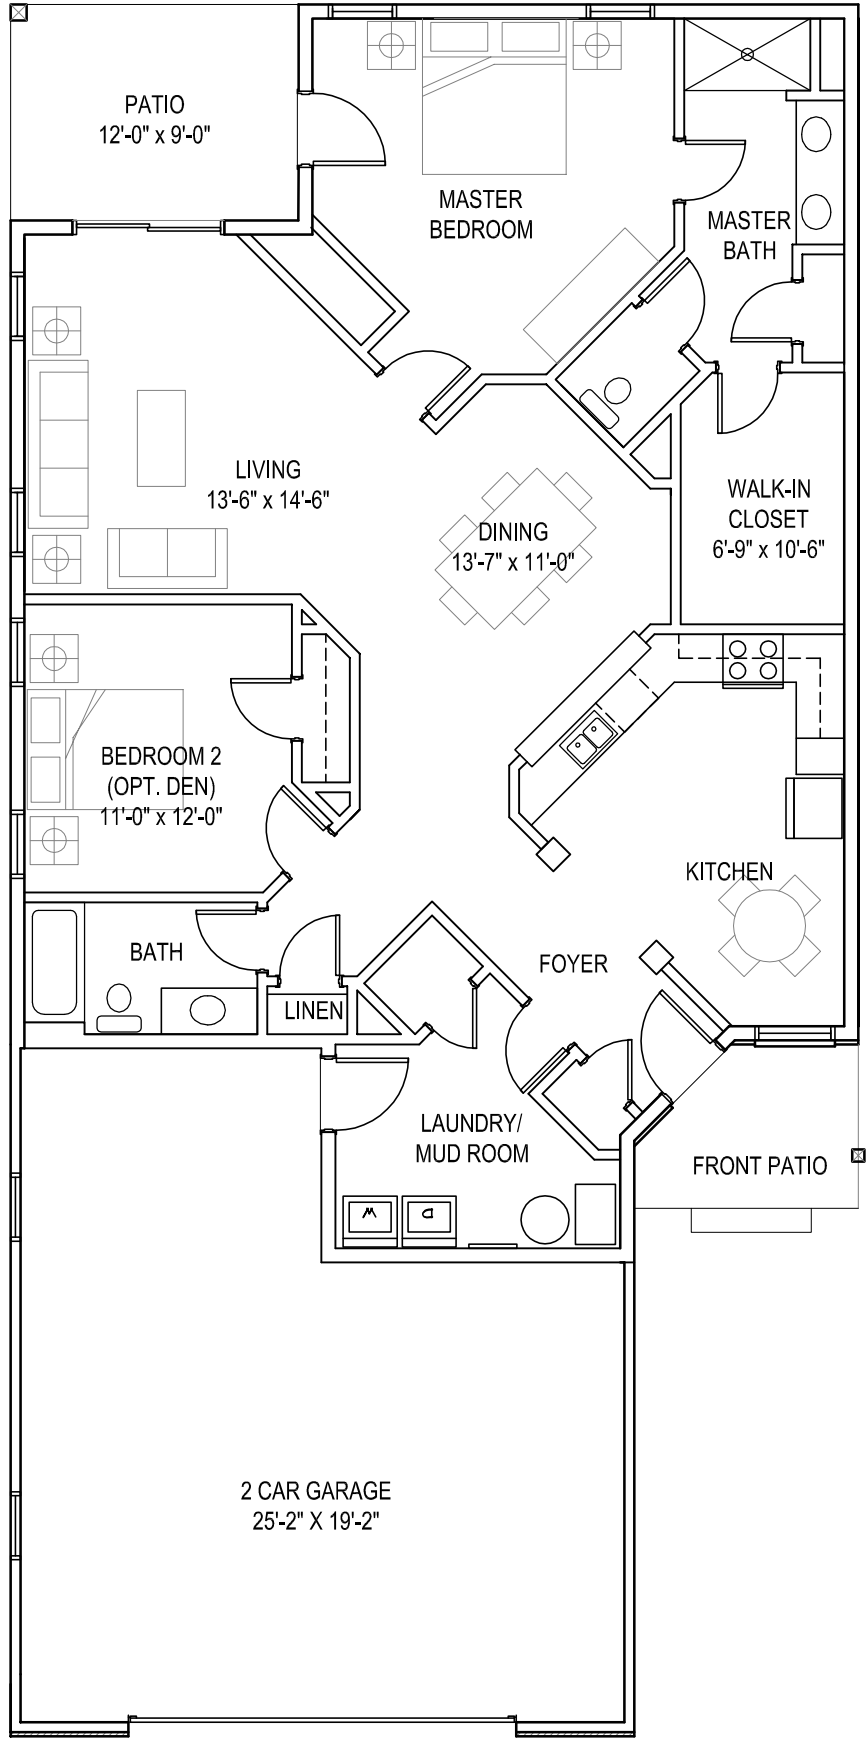 PATIO
12'-0" x 9'-0"
MASTER
BEDROOM
MASTER
BATH
LIVING
13'-6" x 14'-6"
DINING
13'-7" x 11'-0"
WALK-IN
CLOSET
6'-9" x 10'-6"
BEDROOM 2
(OPT. DEN)
11'-0" x 12'-0"
KITCHEN
BATH
FOYER
LINEN
LAUNDRY/
MUD ROOM
FRONT PATIO
W
D
2 CAR GARAGE
25'-2" X 19'-2"